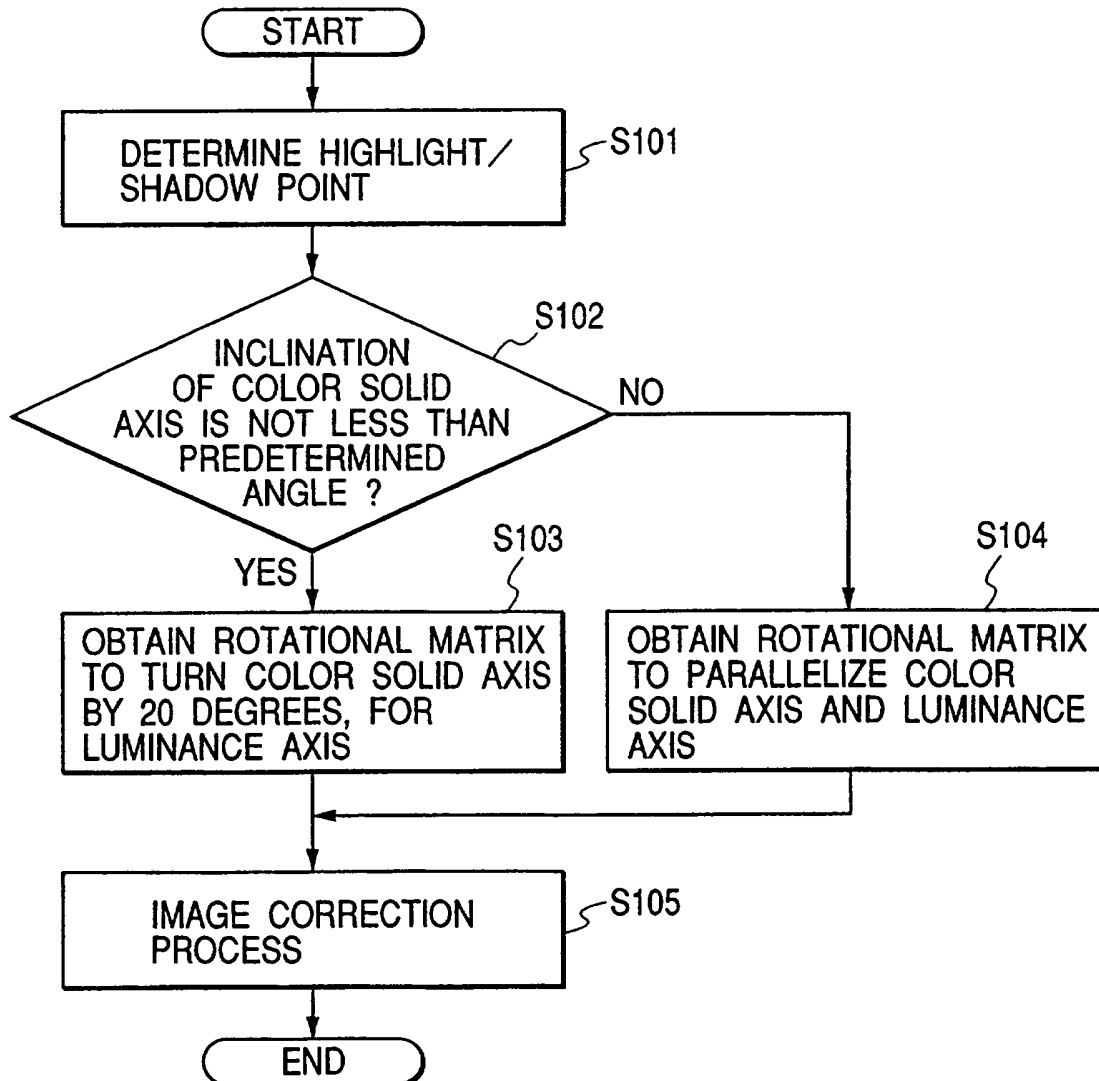 START
DETERMINE HIGHLIGHT/
SHADOW POINT
S101
S102
INCLINATION
OF COLOR SOLID
AXIS IS NOT LESS THAN
PREDETERMINED
ANGLE ?
NO
YES
S103
OBTAIN ROTATIONAL MATRIX
TO TURN COLOR SOLID AXIS
BY 20 DEGREES, FOR
LUMINANCE AXIS
S104
OBTAIN ROTATIONAL MATRIX
TO PARALLELIZE COLOR
SOLID AXIS AND LUMINANCE
AXIS
IMAGE CORRECTION
PROCESS
S105
END